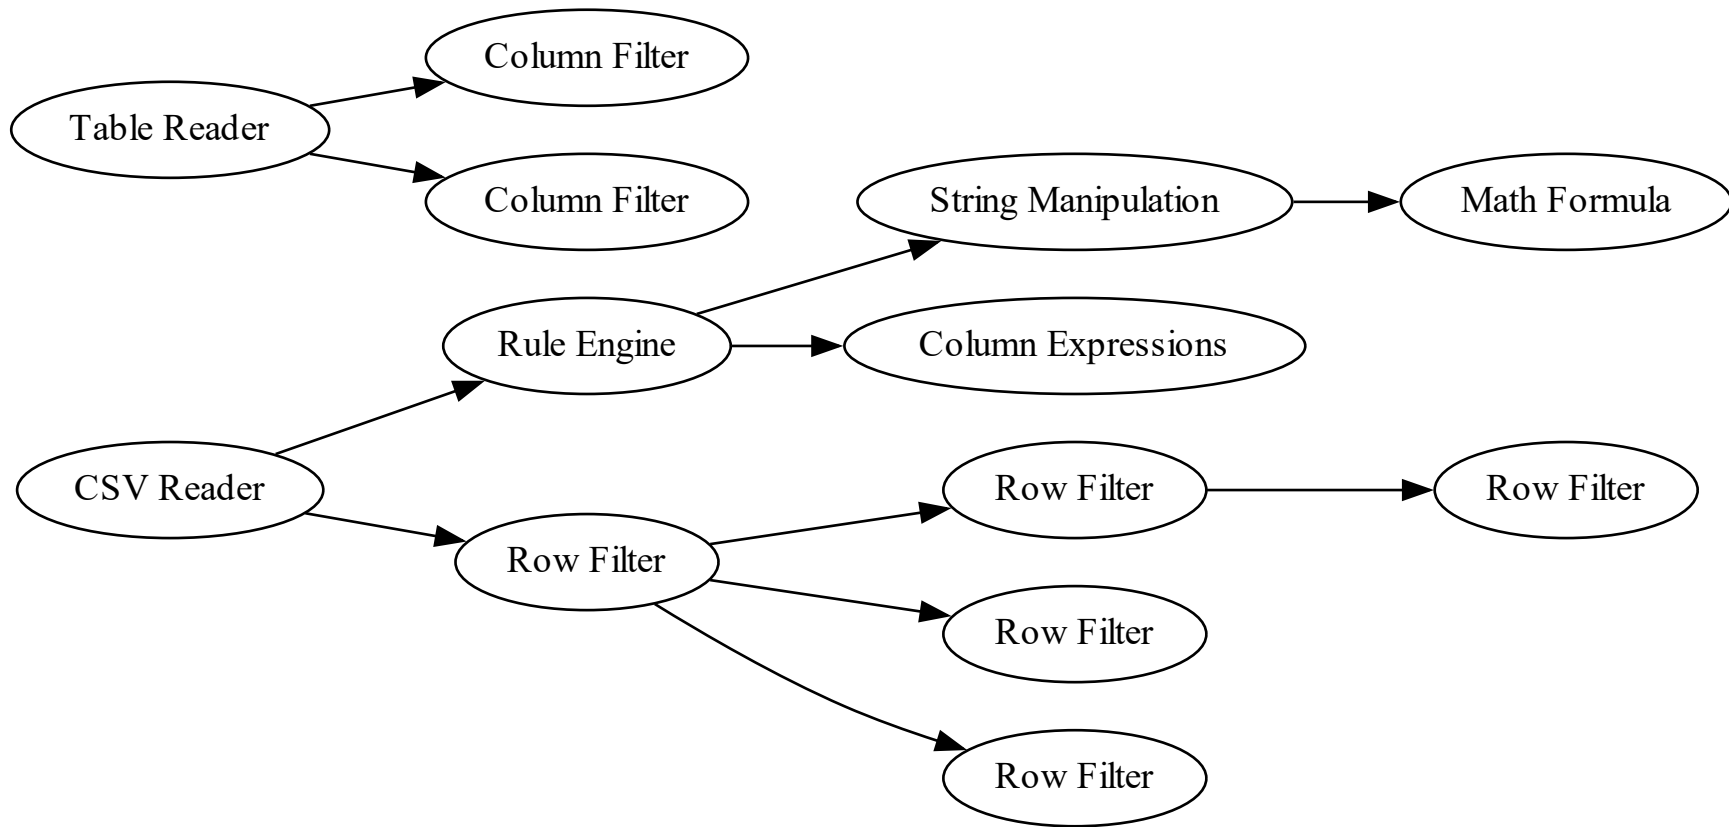 Column Filter
Table Reader
Column Filter
String Manipulation
Math Formula
Rule Engine
Column Expressions
CSV Reader
Row Filter
Row Filter
Row Filter
Row Filter
Row Filter